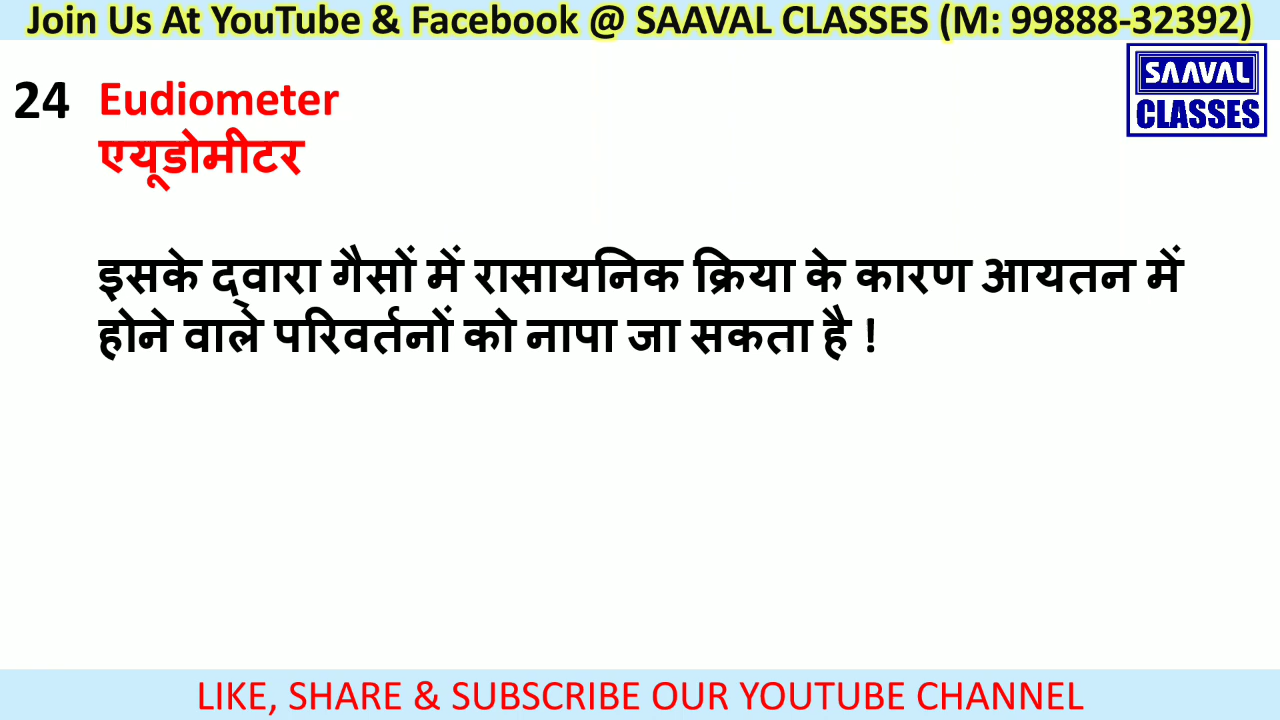 Join Us At YouTube & Facebook @ SAAVAL CLASSES (M: 99888-32392)
SAAVAL
CLASSES
24 Eudiometer
एयूडोमीटर
इसके द्वारा गैसों में रासायनिक क्रिया के कारण आयतन में
होने वाले परिवर्तनों को नापा जा सकता है !
LIKE, SHARE & SUBSCRIBE OUR YOUTUBE CHANNEL